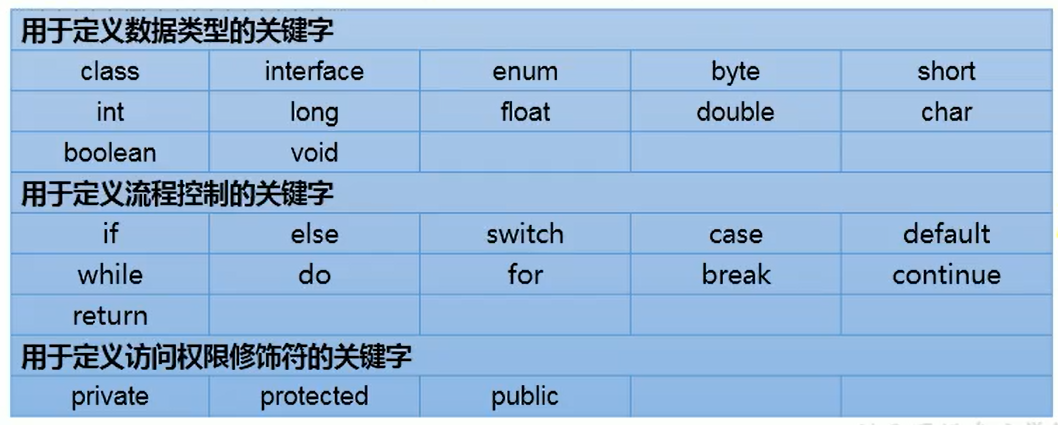 用于定义数据类型的关键字
class interface enum byte short
int long float double char
boolean void
用于定义流程控制的关键字
if else switch case default
while do for break continue
return
用于定义访问权限修饰符的关键字
private protected public